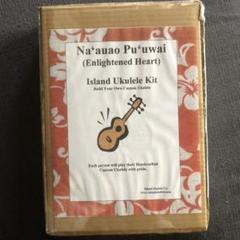 Na‘auao Pu‘uwai
(Enlightened Heart)
Island Ukulele Kit
Build Your Own Custom Ukulele
Each person will play their Handcrafted
Custom Ukulele with pride.